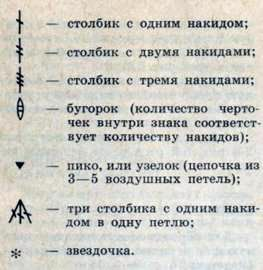 — столбик с одним накидом;
— столбик с двумя накидами;
— столбик с тремя накидами;
— бугорок (количество черто-
чек внутри знака соответст-
вует количеству накидов);
— пико, или узелок (цепочка из
3—5 воздушных петель);
— три столбика с одним наки-
дом в одну петлю;
* — звездочка.